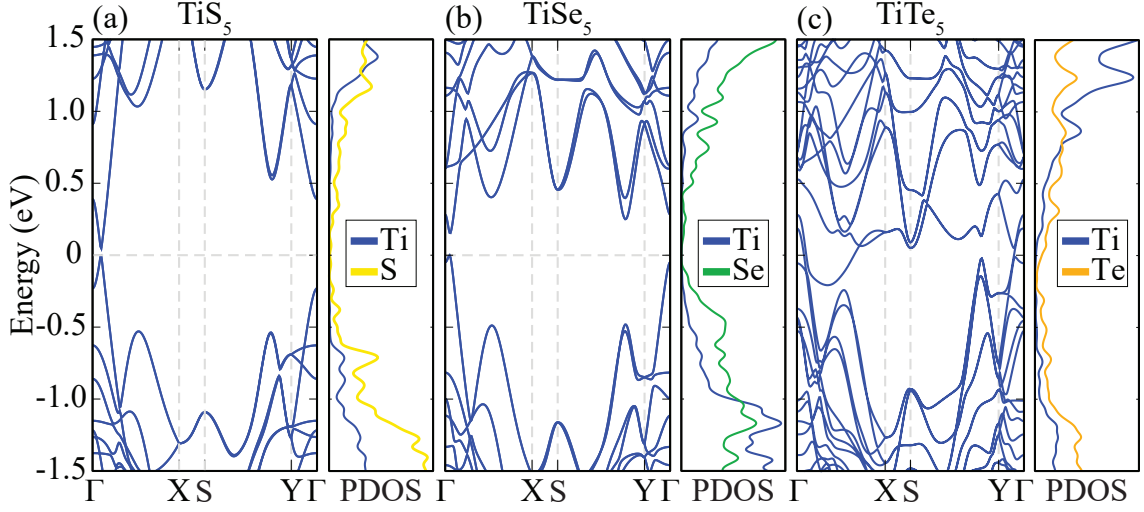 (a) TiS5
(b) TiSe5
(c) TiTe5
Energy (eV)
1.5
1.0
0.5
0
-0.5
-1.0
-1.5
Ti
S
Ti
Se
Ti
Te
Γ X S Y Γ PDOS Γ X S Y Γ PDOS Γ X S Y Γ PDOS